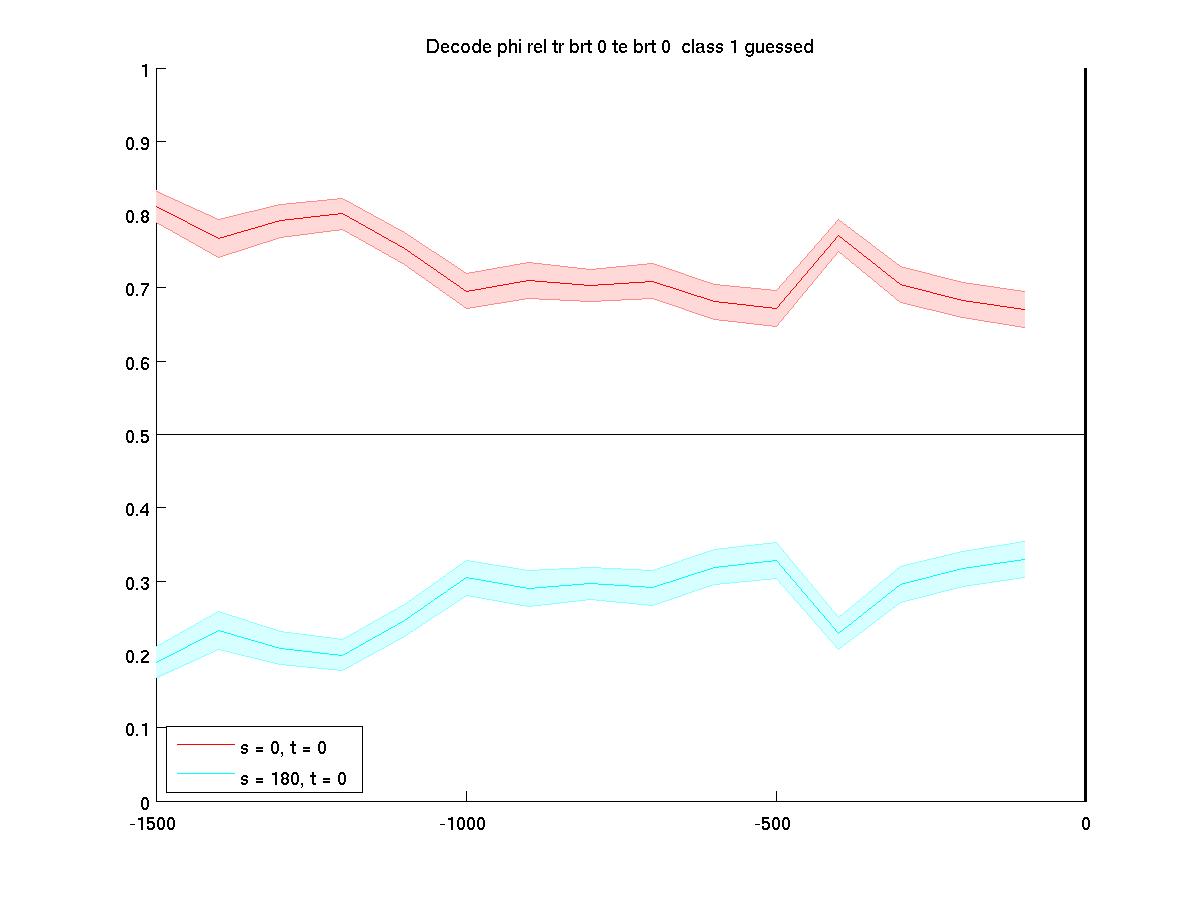 Decode phi rel tr brt 0 te brt 0  class 1 guessed
1
0.9
0.8
0.7
0.6
0.5
0.4
0.3
0.2
0.1
0
s = 0, t = 0
s = 180, t = 0
-1500 -1000 -500 0